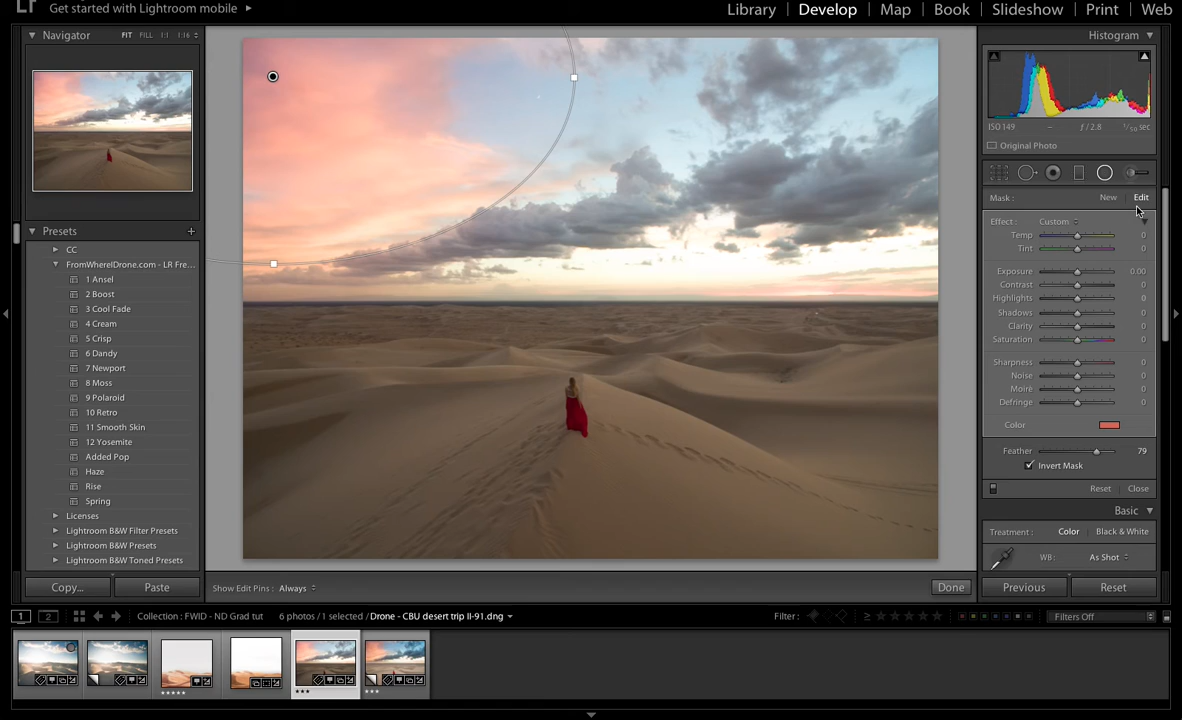 Lr Get started with Lightroom mobile
Library | Develop | Map | Book | Slideshow | Print | Web
Navigator FIT FILL 1:1 1:16
Presets +
CC
FromWhereIDrone.com - LR Fre...
1 Ansel
2 Boost
3 Cool Fade
4 Cream
5 Crisp
6 Dandy
7 Newport
8 Moss
9 Polaroid
10 Retro
11 Smooth Skin
12 Yosemite
Added Pop
Haze
Rise
Spring
Licenses
Lightroom B&W Filter Presets
Lightroom B&W Presets
Lightroom B&W Toned Presets
Copy... Paste
Show Edit Pins : Always
Done
Histogram
ISO 149 – ƒ / 2.8 1/50 sec
Original Photo
Mask : New | Edit
Effect : Custom
Temp 0
Tint 0
Exposure 0.00
Contrast 0
Highlights 0
Shadows 0
Clarity 0
Saturation 0
Sharpness 0
Noise 0
Moiré 0
Defringe 0
Color
Feather 79
Invert Mask
Reset | Close
Basic
Treatment : Color | Black & White
WB : As Shot
Previous Reset
1 2 Collection : FWID - ND Grad tut 6 photos / 1 selected / Drone - CBU desert trip II-91.dng Filter : ≥ ★★★★★ Filters Off
★★★★★ ★★★ ★★★